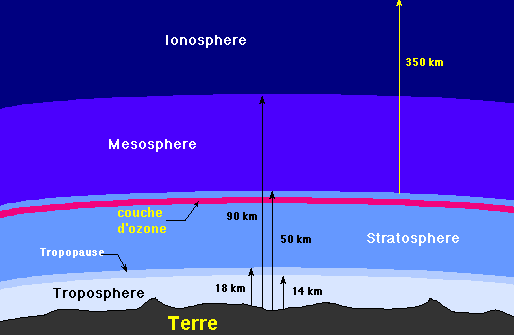 Ionosphere
350 km
Mesosphere
couche
d'ozone
90 km
50 km
Stratosphere
Tropopause
18 km
14 km
Troposphere
Terre